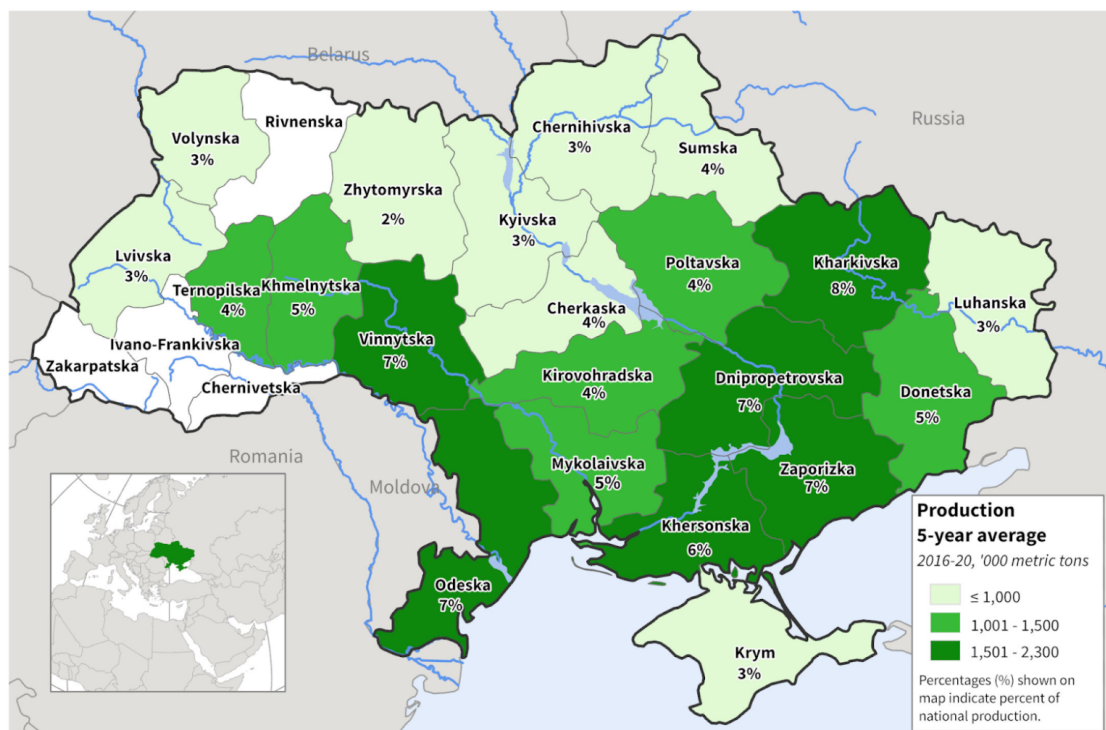 Belarus
Russia
Rivnenska
Volynska
3%
Chernihivska
3%
Sumska
4%
Zhytomyrska
2%
Kyivska
3%
Lvivska
3%
Ternopilska
4%
Khmelnytska
5%
Poltavska
4%
Kharkivska
8%
Luhanska
3%
Cherkaska
4%
Vinnytska
7%
Ivano-Frankivska
Zakarpatska
Chernivetska
Kirovohradska
4%
Dnipropetrovska
7%
Donetska
5%
Romania
Moldova
Mykolaivska
5%
Zaporizka
7%
Khersonska
6%
Odeska
7%
Krym
3%
Production
5-year average
2016-20, '000 metric tons
≤ 1,000
1,001 - 1,500
1,501 - 2,300
Percentages (%) shown on
map indicate percent of
national production.